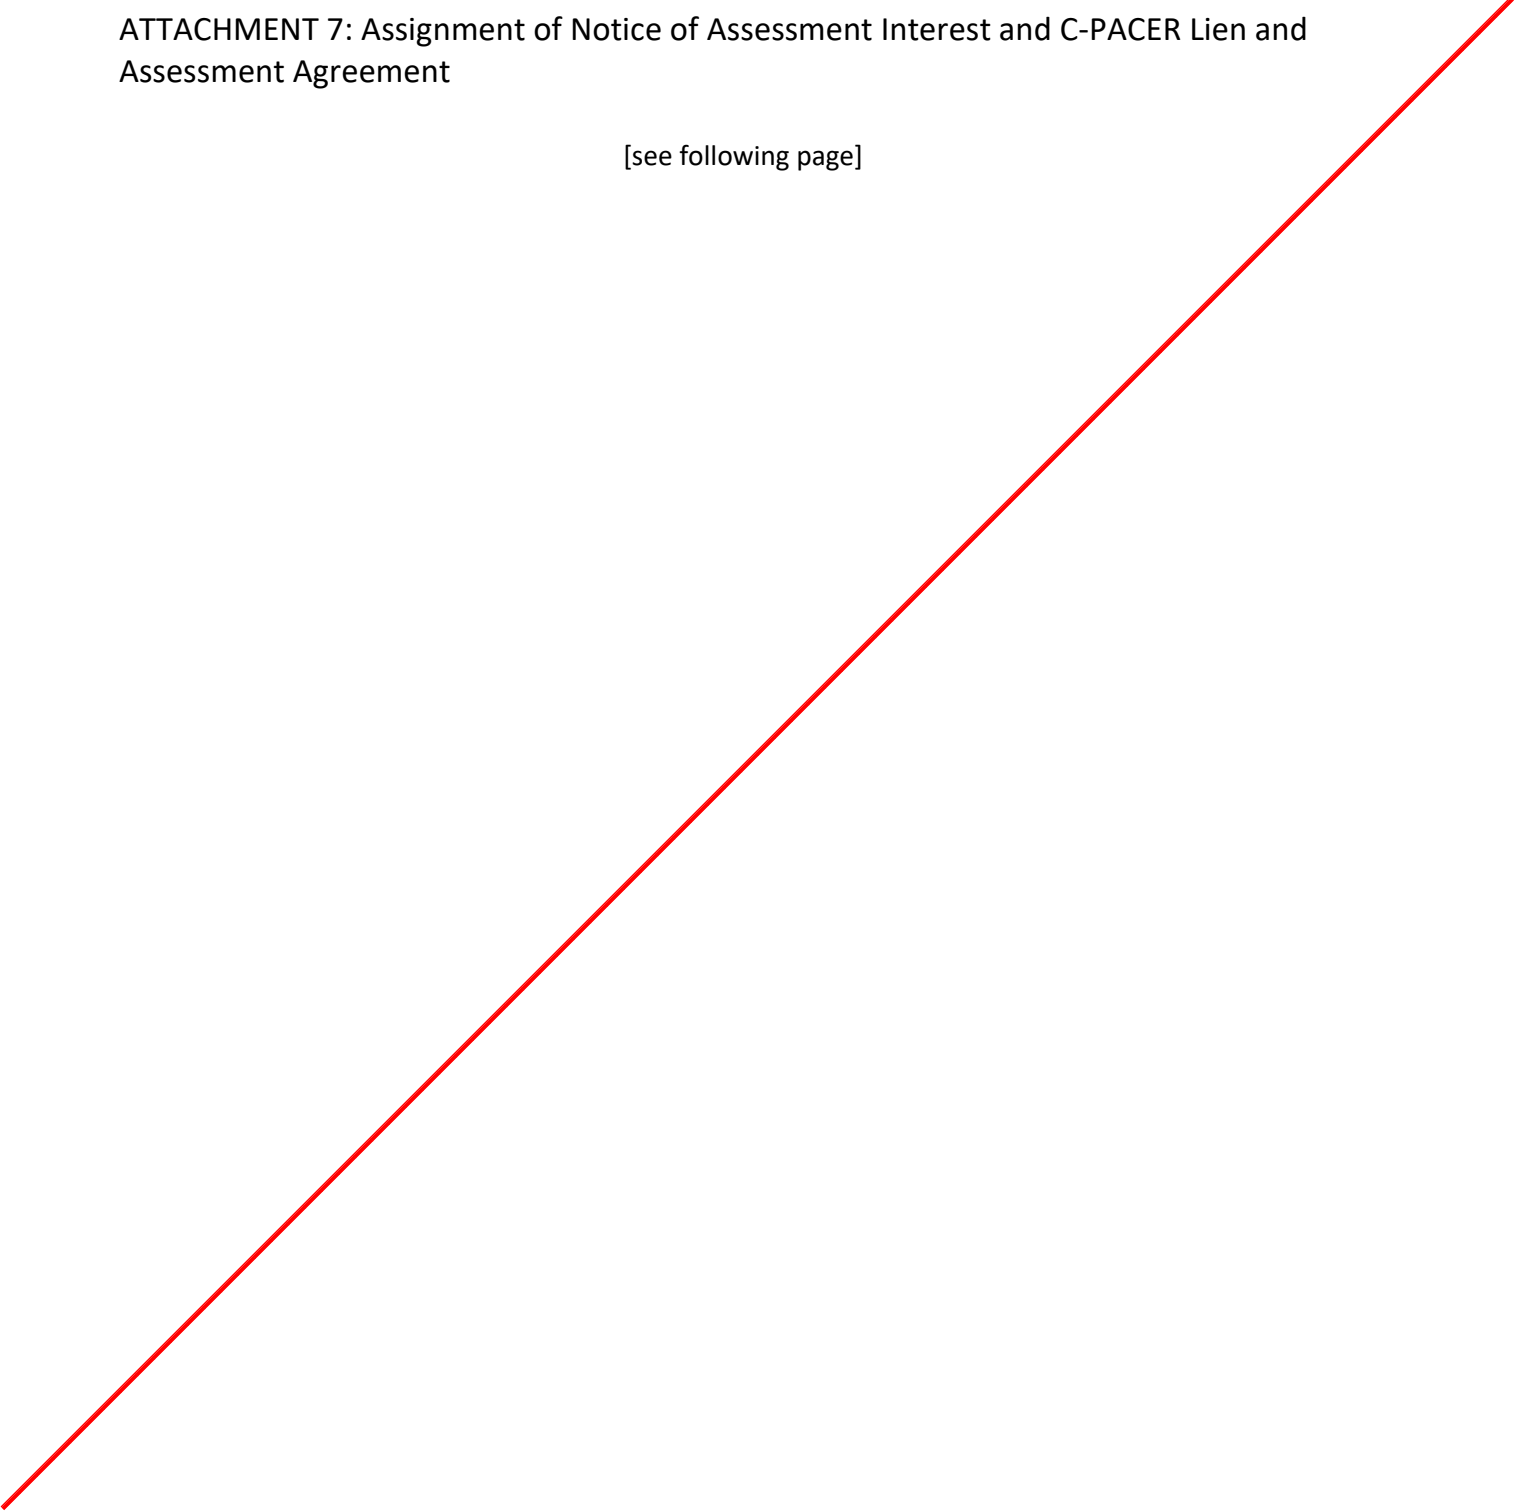 ATTACHMENT 7: Assignment of Notice of Assessment Interest and C-PACER Lien and
Assessment Agreement
[see following page]